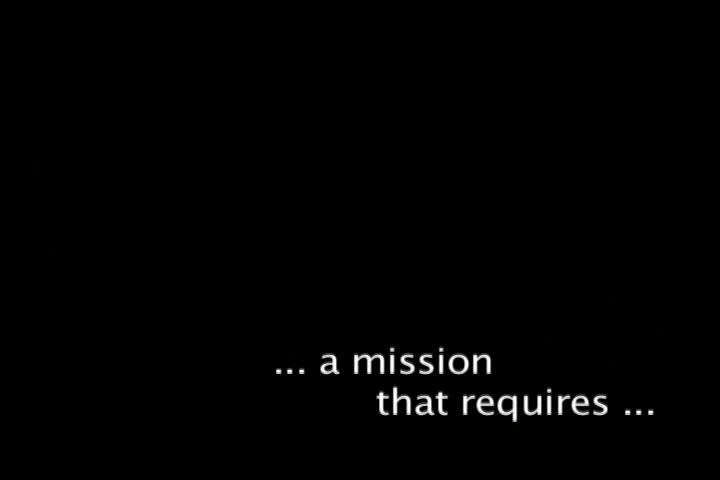 ... a mission
that requires ...